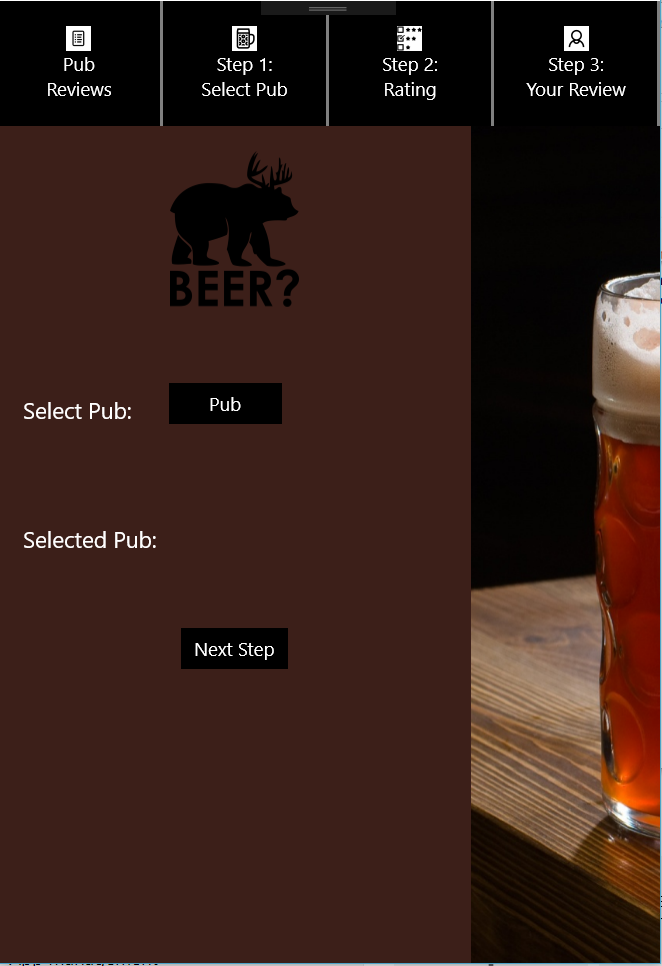 Pub
Reviews
Step 1:
Select Pub
Step 2:
Rating
Step 3:
Your Review
BEER?
Select Pub:
Pub
Selected Pub:
Next Step